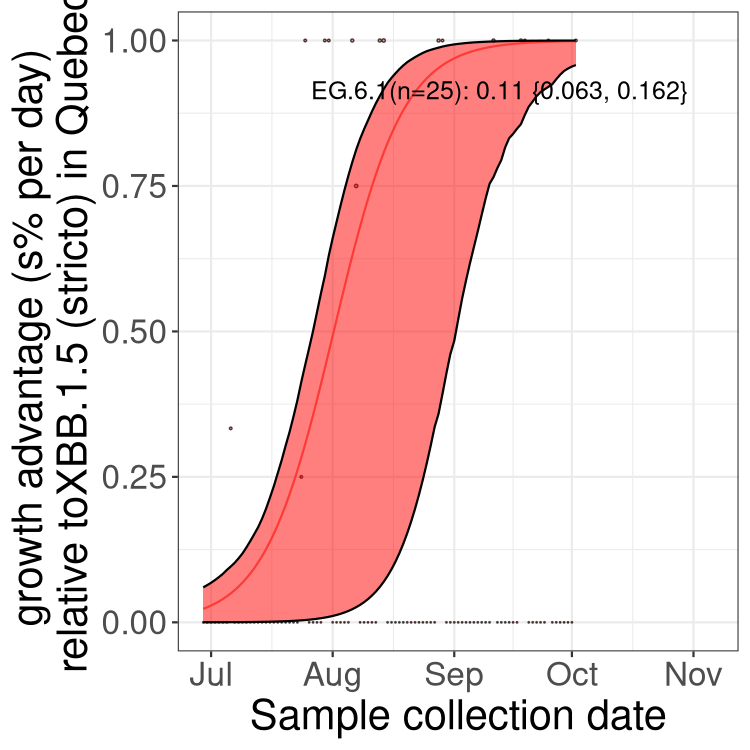 growth advantage (s% per day)
relative toXBB.1.5 (stricto) in Quebec
1.00
0.75
0.50
0.25
0.00
EG.6.1(n=25): 0.11 {0.063, 0.162}
Jul Aug Sep Oct Nov
Sample collection date